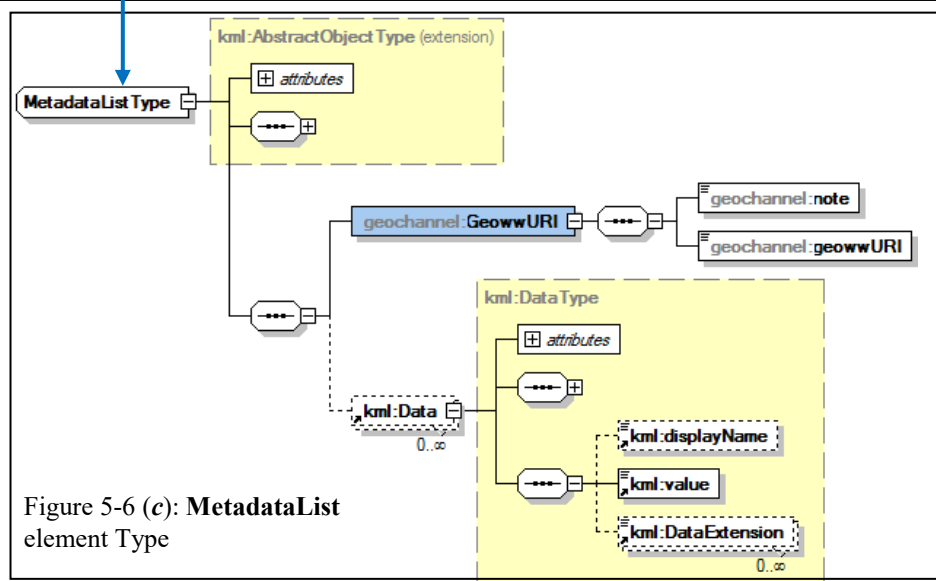 kml:AbstractObjectType (extension)
attributes
MetadataListType
geochannel:note
geochannel:GeowwURI
geochannel:geowwURI
kml:DataType
attributes
kml:Data
0..∞
kml:displayName
kml:value
kml:DataExtension
0..∞
Figure 5-6 (c): MetadataList
element Type